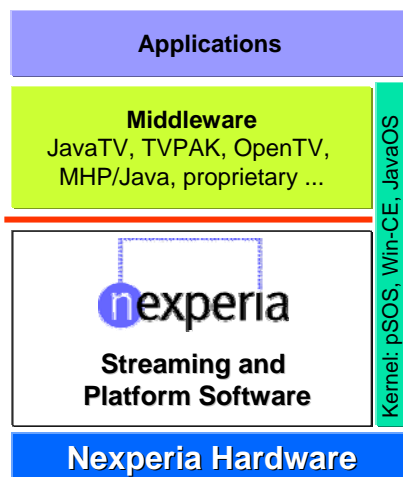 Applications
Middleware
JavaTV, TVPAK, OpenTV,
MHP/Java, proprietary ...
Kernel: pSOS, Win-CE, JavaOS
nexperia
Streaming and
Platform Software
Nexperia Hardware